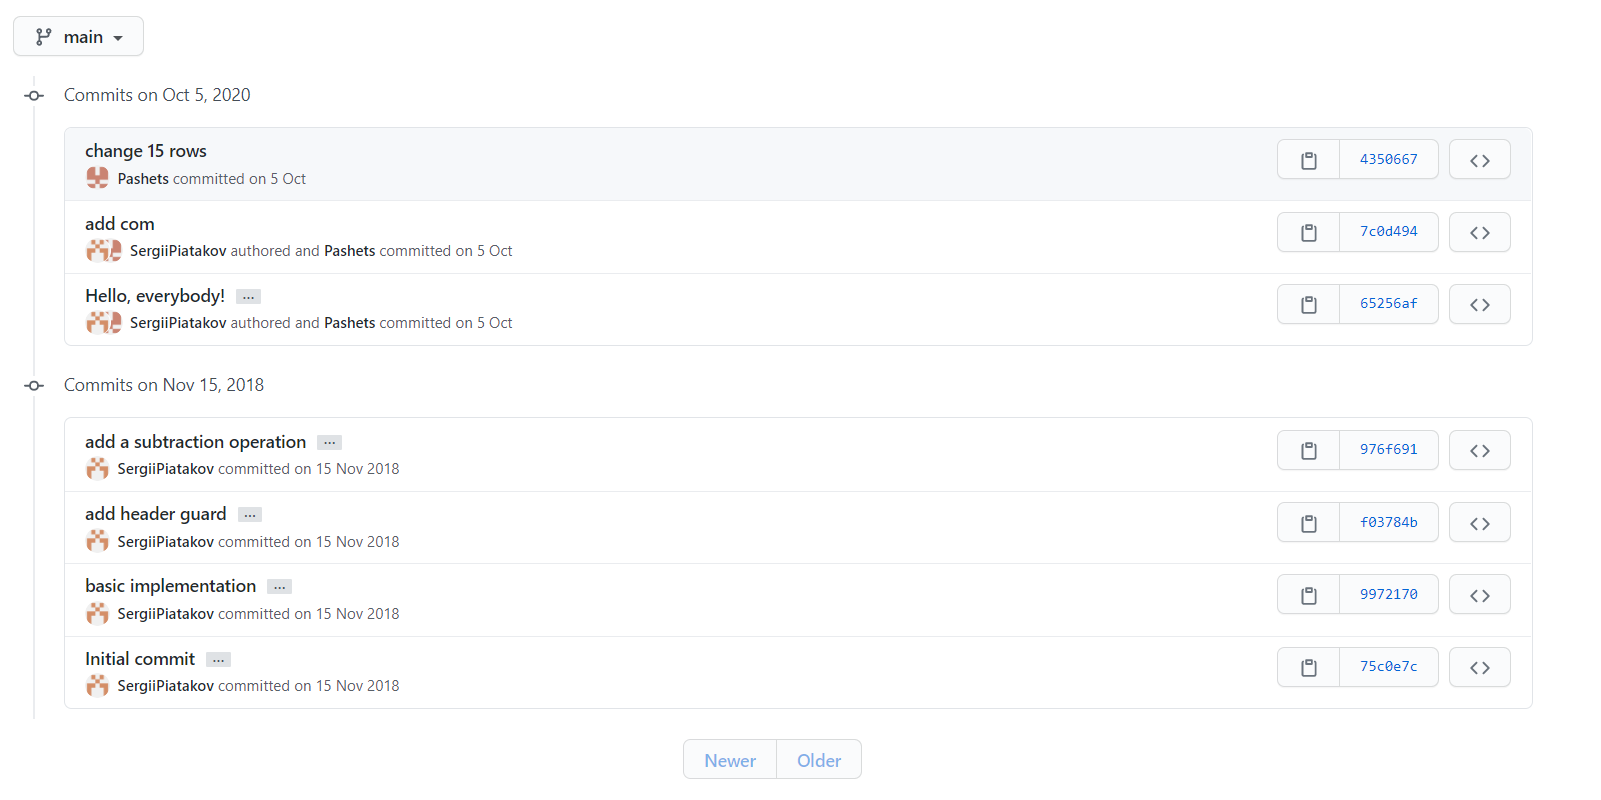 main
Commits on Oct 5, 2020
change 15 rows
Pashets committed on 5 Oct
4350667
add com
SergiiPiatakov authored and Pashets committed on 5 Oct
7c0d494
Hello, everybody! ...
SergiiPiatakov authored and Pashets committed on 5 Oct
65256af
Commits on Nov 15, 2018
add a subtraction operation ...
SergiiPiatakov committed on 15 Nov 2018
976f691
add header guard ...
SergiiPiatakov committed on 15 Nov 2018
f03784b
basic implementation ...
SergiiPiatakov committed on 15 Nov 2018
9972170
Initial commit ...
SergiiPiatakov committed on 15 Nov 2018
75c0e7c
Newer Older